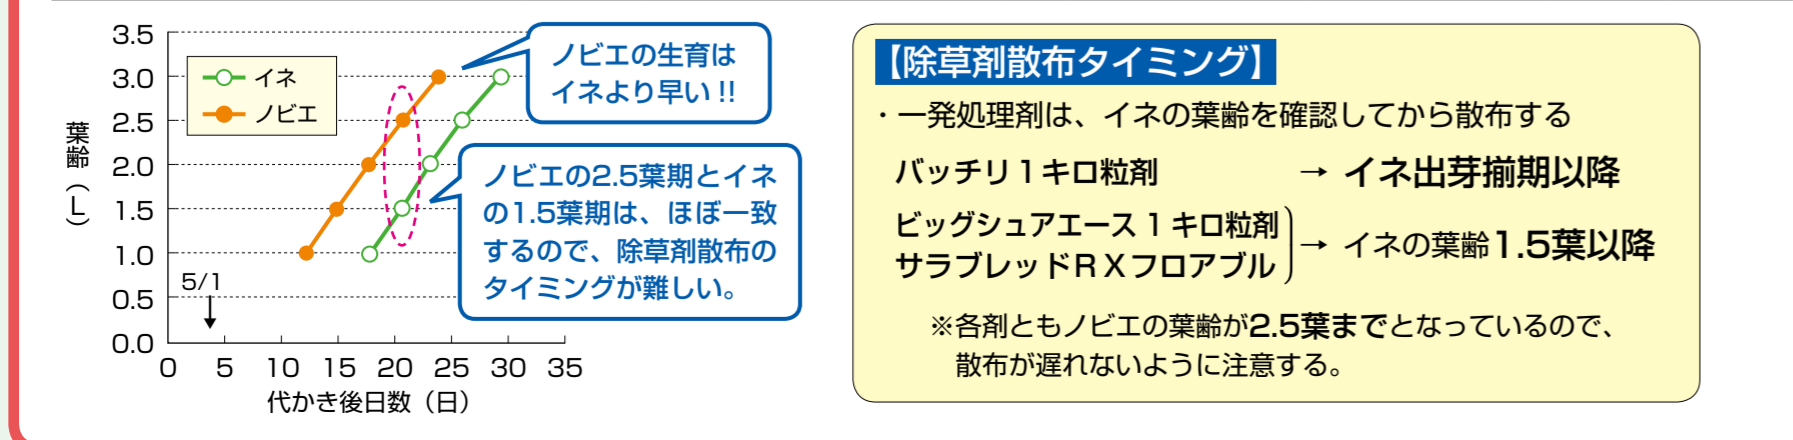 3.5
3.0
2.5
2.0
1.5
1.0
0.5
0.0
葉齢（L）
イネ
ノビエ
5/1
0 5 10 15 20 25 30 35
代かき後日数（日）
ノビエの生育は
イネより早い !!
ノビエの2.5葉期とイネ
の1.5葉期は、ほぼ一致
するので、除草剤散布の
タイミングが難しい。
【除草剤散布タイミング】
・一発処理剤は、イネの葉齢を確認してから散布する
バッチリ１キロ粒剤 → イネ出芽揃期以降
ビッグシュアエース１キロ粒剤
サラブレッドＲＸフロアブル
→ イネの葉齢1.5葉以降
※各剤ともノビエの葉齢が2.5葉までとなっているので、
散布が遅れないように注意する。